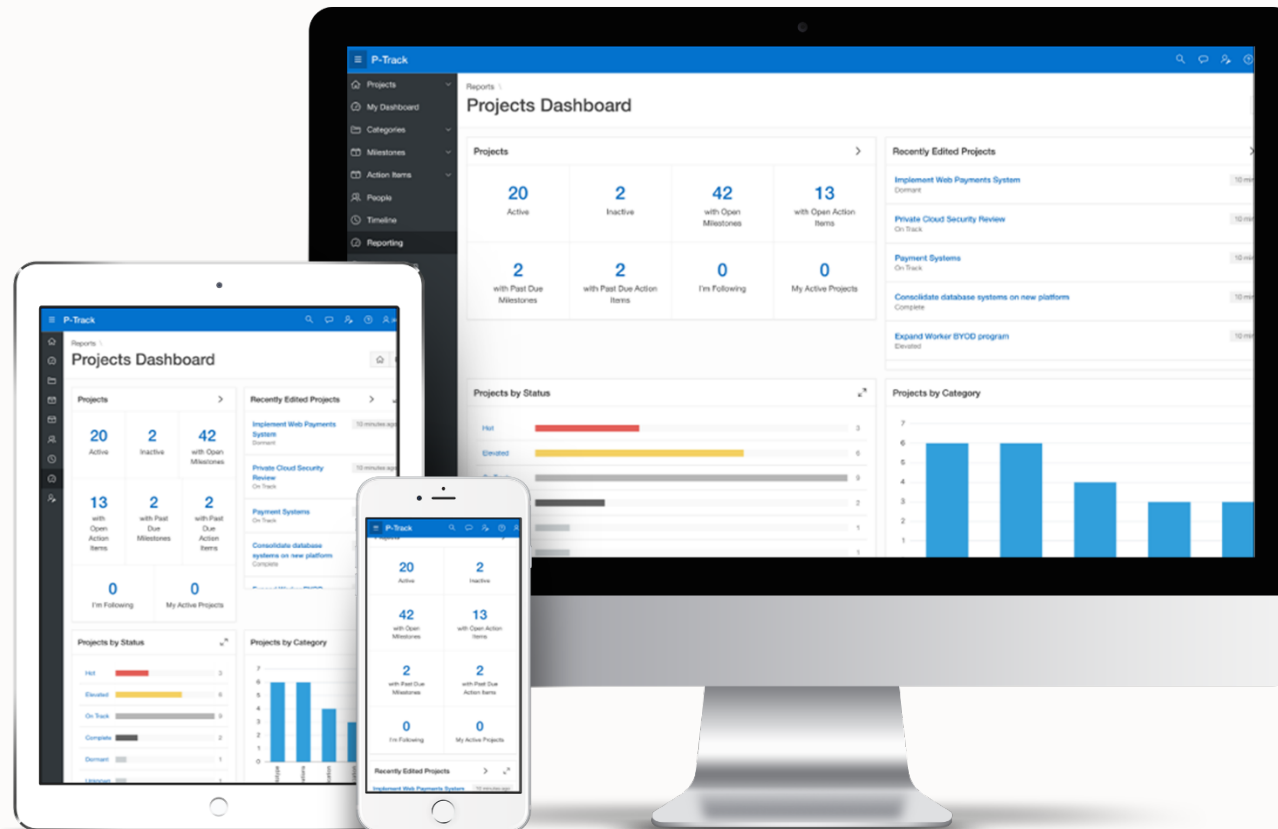 P-Track
Projects
My Dashboard
Categories
Milestones
Action Items
People
Timeline
Reporting
Reports \
Projects Dashboard
Projects
20
Active
2
Inactive
42
with Open
Milestones
13
with Open Action
Items
2
with Past Due
Milestones
2
with Past Due Action
Items
0
I'm Following
0
My Active Projects
Recently Edited Projects
Implement Web Payments System
10
Dormant
Private Cloud Security Review
10
On Track
Payment Systems
10
On Track
Consolidate database systems on new platform
10
Complete
Expand Worker BYOD program
10
Elevated
Projects by Status
Hot 3
Elevated 6
9
2
1
1
Projects by Category
7
6
5
4
3
2
1
P-Track
Reports \
Projects Dashboard
Projects
20
Active
2
Inactive
42
with Open
Milestones
13
with
Open
Action
Items
2
with Past
Due
Milestones
2
with Past
Due
Action
Items
0
I'm Following
0
My Active Projects
Recently Edited Projects
Implement Web Payments
System
10 minutes ago
Dormant
Private Cloud Security
Review
10 minutes ago
On Track
Payment Systems
On Track
Consolidate database
systems on new platform
Complete
Projects by Status
Hot 3
Elevated 6
On Track 9
Complete 2
Dormant 1
Unknown 1
Projects by Category
7
6
5
4
3
2
1
0
P-Track
Projects
20
Active
2
Inactive
42
with Open
Milestones
13
with Open Action
Items
2
with Past Due
Milestones
2
with Past Due
Action Items
0
I'm Following
0
My Active Projects
Recently Edited Projects
Implement Web Payments System 10 minutes ago